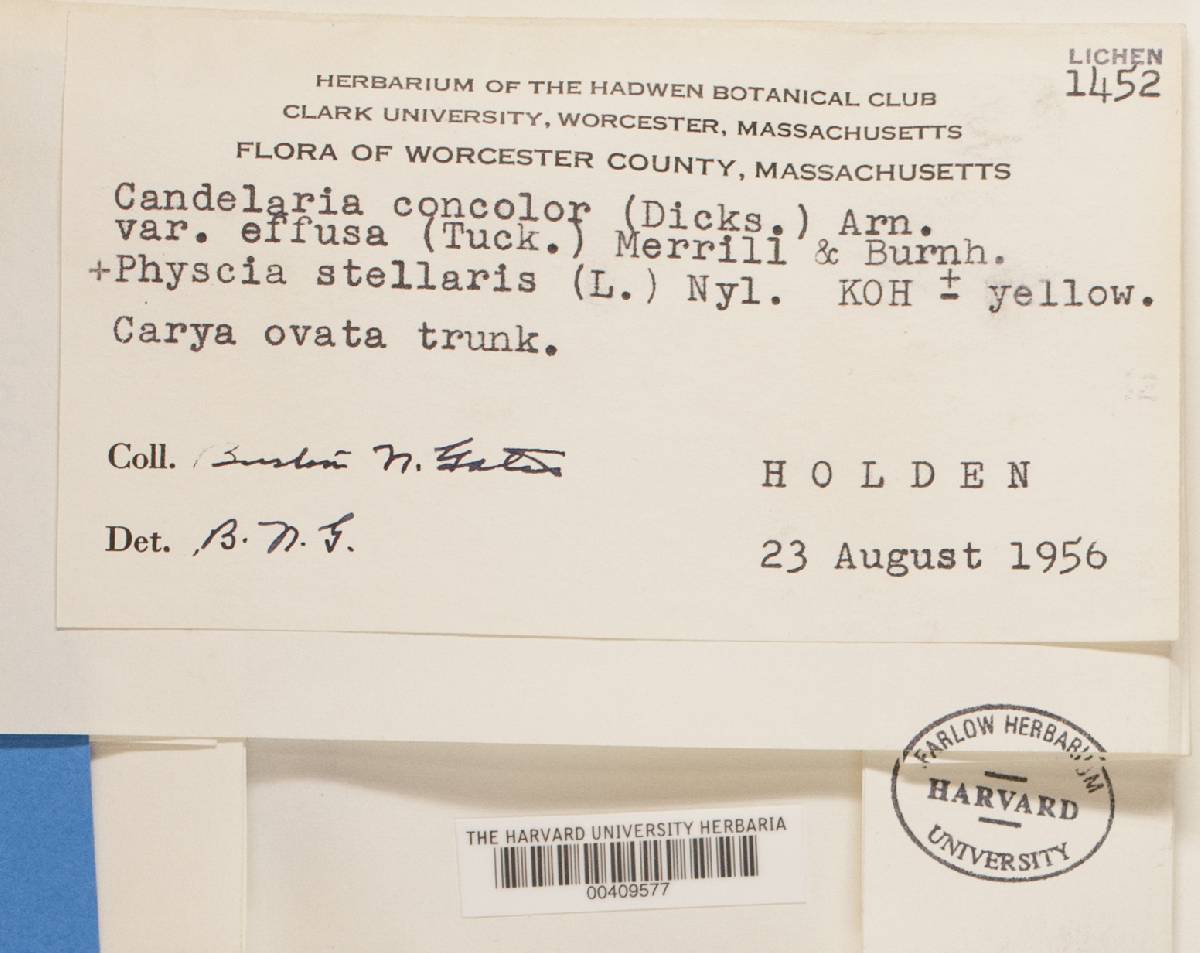 LICHEN
1452
HERBARIUM OF THE HADWEN BOTANICAL CLUB
CLARK UNIVERSITY, WORCESTER, MASSACHUSETTS
FLORA OF WORCESTER COUNTY, MASSACHUSETTS
Candelaria concolor (Dicks.) Arn.
var. effusa (Tuck.) Merrill & Burnh.
+Physcia stellaris (L.) Nyl. KOH ± yellow.
Carya ovata trunk.
Coll. Burton N. Gates
HOLDEN
Det. B. N. G.
23 August 1956
FARLOW HERBARIUM
HARVARD
UNIVERSITY
THE HARVARD UNIVERSITY HERBARIA
00409577